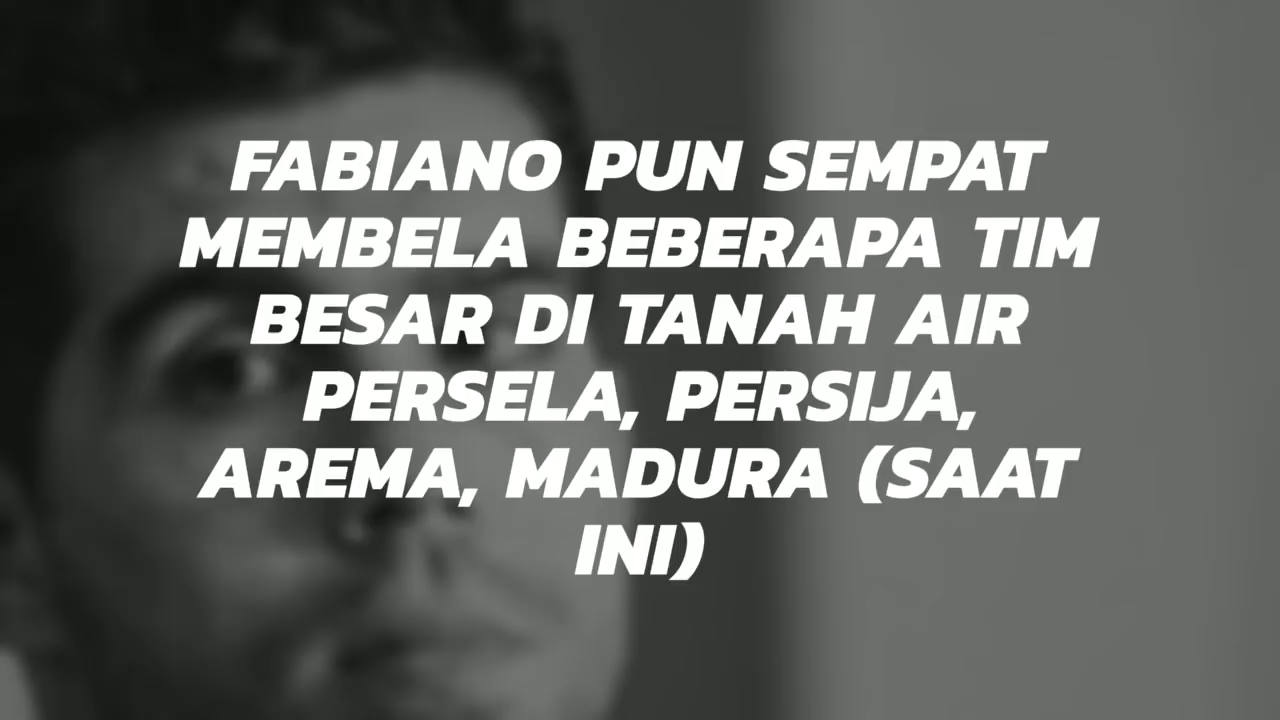 FABIANO PUN SEMPAT
MEMBELA BEBERAPA TIM
BESAR DI TANAH AIR
PERSELA, PERSIJA,
AREMA, MADURA (SAAT
INI)